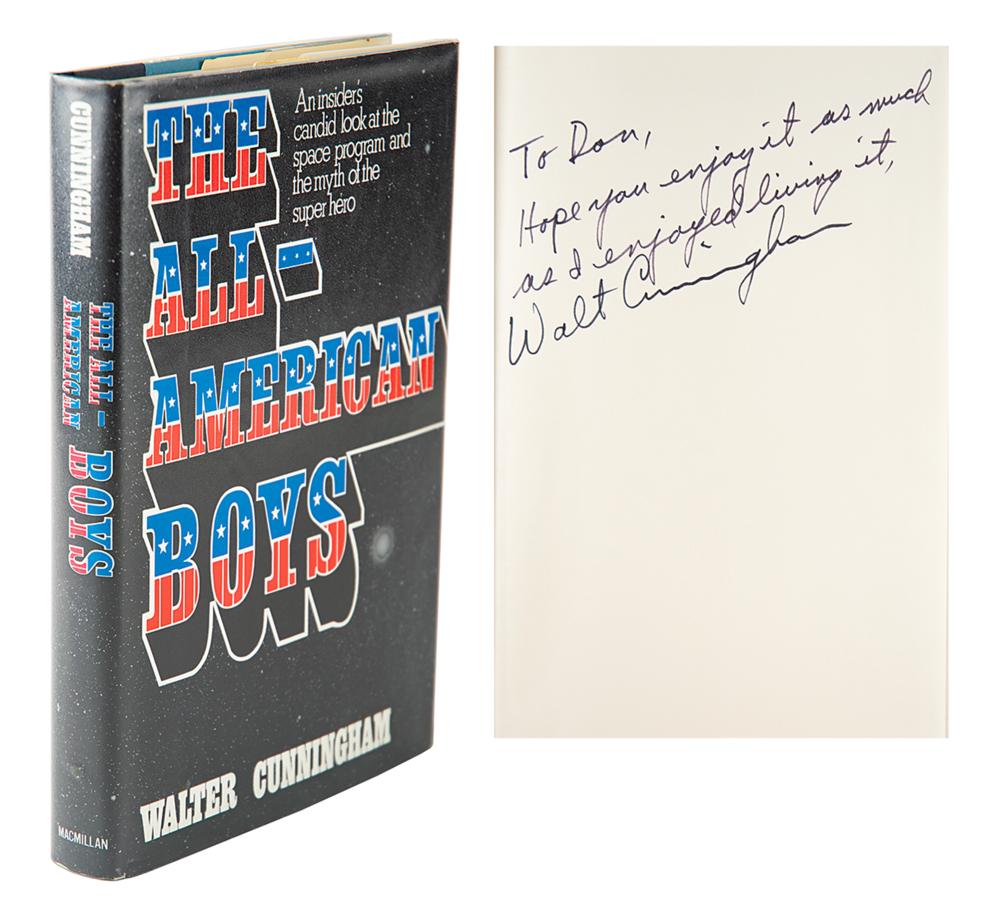 CUNNINGHAM
THE ALL-
AMERICAN
BOYS
MACMILLAN
THE
ALL-
AMERICAN
BOYS
An insider's
candid look at the
space program and
the myth of the
super hero
WALTER CUNNINGHAM
To Don,
Hope you enjoy it as much
as I enjoyed living it,
Walt Cunningham